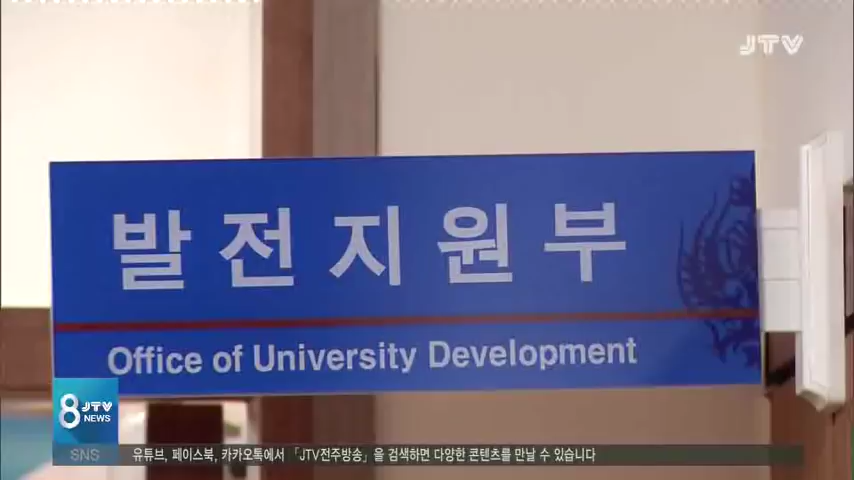 JTV
발전지원부
Office of University Development
8 JTV NEWS
SNS 유튜브, 페이스북, 카카오톡에서 「JTV전주방송」을 검색하면 다양한 콘텐츠를 만날 수 있습니다